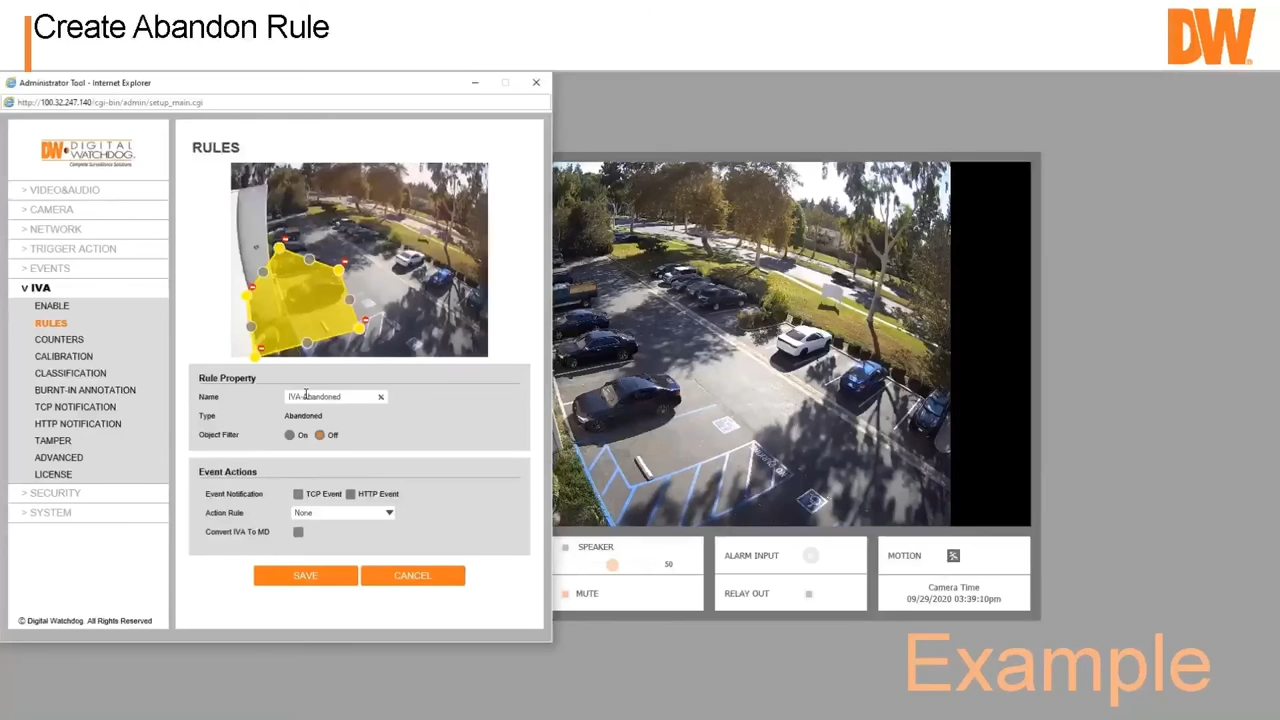 Create Abandon Rule
DW
Administrator Tool - Internet Explorer
http://100.32.247.140/cgi-bin/admin/setup_main.cgi
DW DIGITAL WATCHDOG
Complete Surveillance Solutions
> VIDEO&AUDIO
> CAMERA
> NETWORK
> TRIGGER ACTION
> EVENTS
v IVA
ENABLE
RULES
COUNTERS
CALIBRATION
CLASSIFICATION
BURNT-IN ANNOTATION
TCP NOTIFICATION
HTTP NOTIFICATION
TAMPER
ADVANCED
LICENSE
> SECURITY
> SYSTEM
© Digital Watchdog. All Rights Reserved
RULES
Rule Property
Name IVA-abandoned
Type Abandoned
Object Filter On Off
Event Actions
Event Notification TCP Event HTTP Event
Action Rule None
Convert IVA To MD
SAVE CANCEL
SPEAKER 50
MUTE
ALARM INPUT
RELAY OUT
MOTION
Camera Time
09/29/2020 03:39:10pm
Example